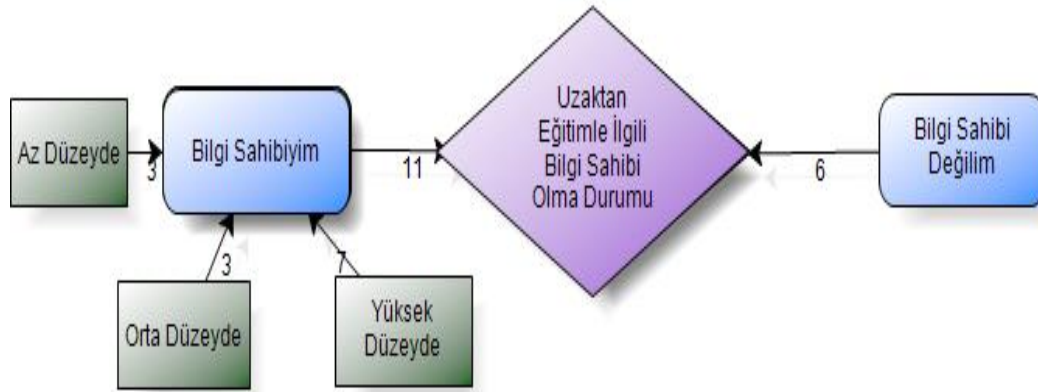 Az Düzeyde
3
Bilgi Sahibiyim
11
Uzaktan
Eğitimle İlgili
Bilgi Sahibi
Olma Durumu
6
Bilgi Sahibi
Değilim
3
7
Orta Düzeyde
Yüksek
Düzeyde